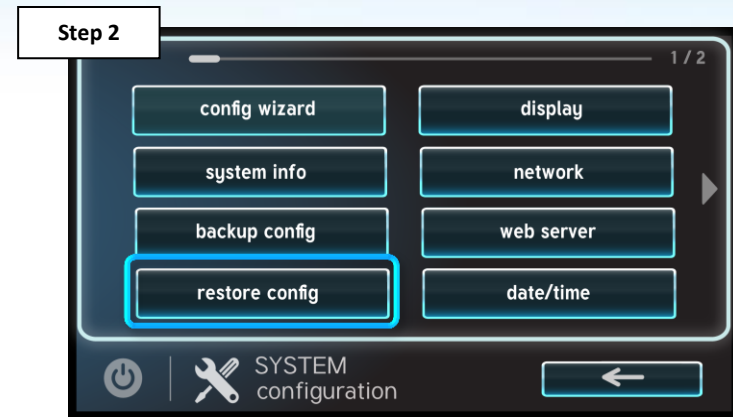 Step 2
1 / 2
config wizard
display
system info
network
backup config
web server
restore config
date/time
SYSTEM
configuration